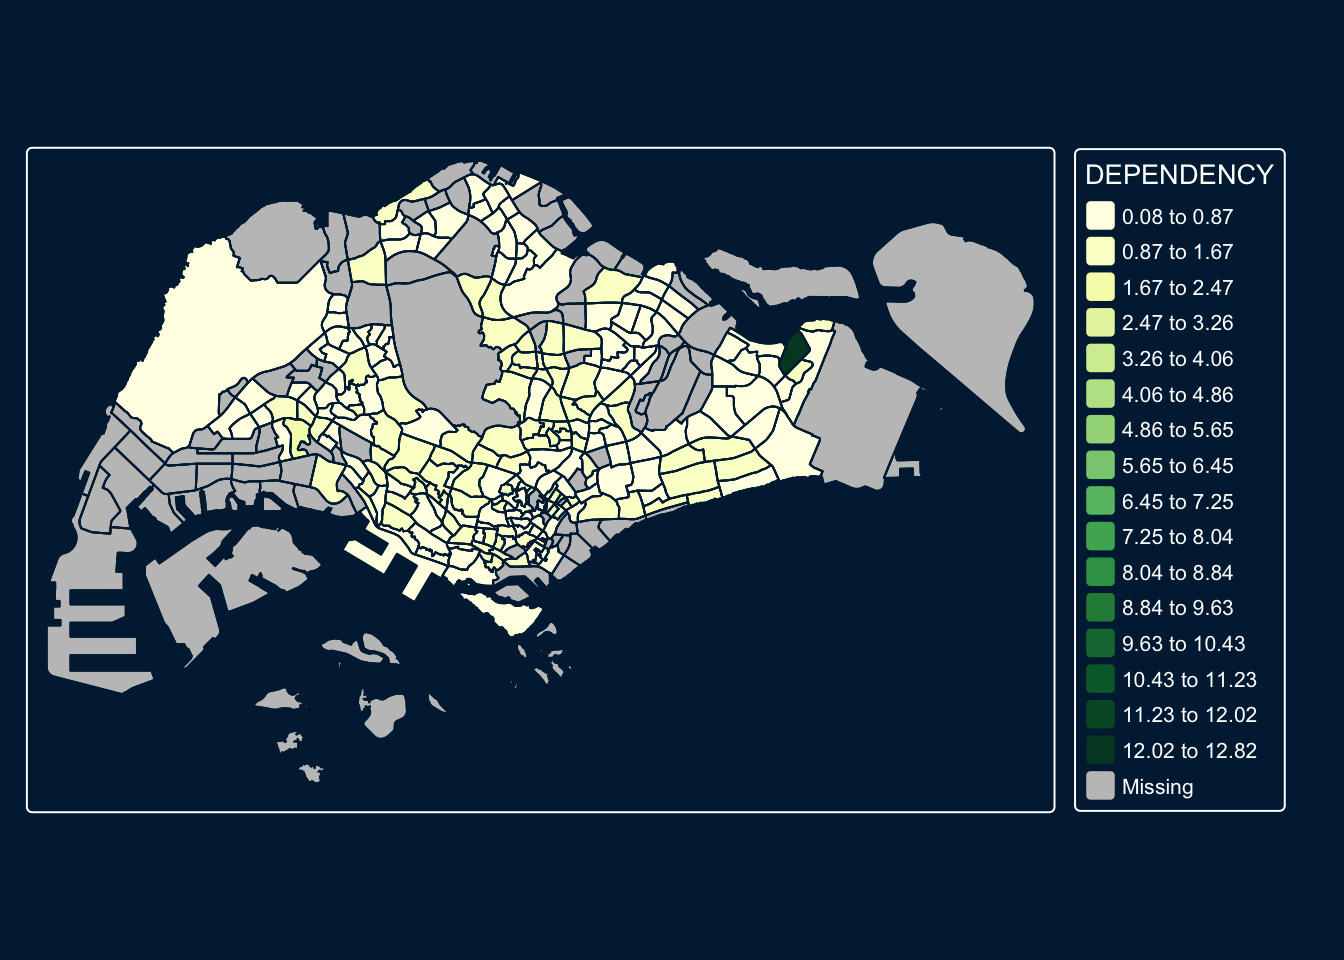 DEPENDENCY
0.08 to 0.87
0.87 to 1.67
1.67 to 2.47
2.47 to 3.26
3.26 to 4.06
4.06 to 4.86
4.86 to 5.65
5.65 to 6.45
6.45 to 7.25
7.25 to 8.04
8.04 to 8.84
8.84 to 9.63
9.63 to 10.43
10.43 to 11.23
11.23 to 12.02
12.02 to 12.82
Missing